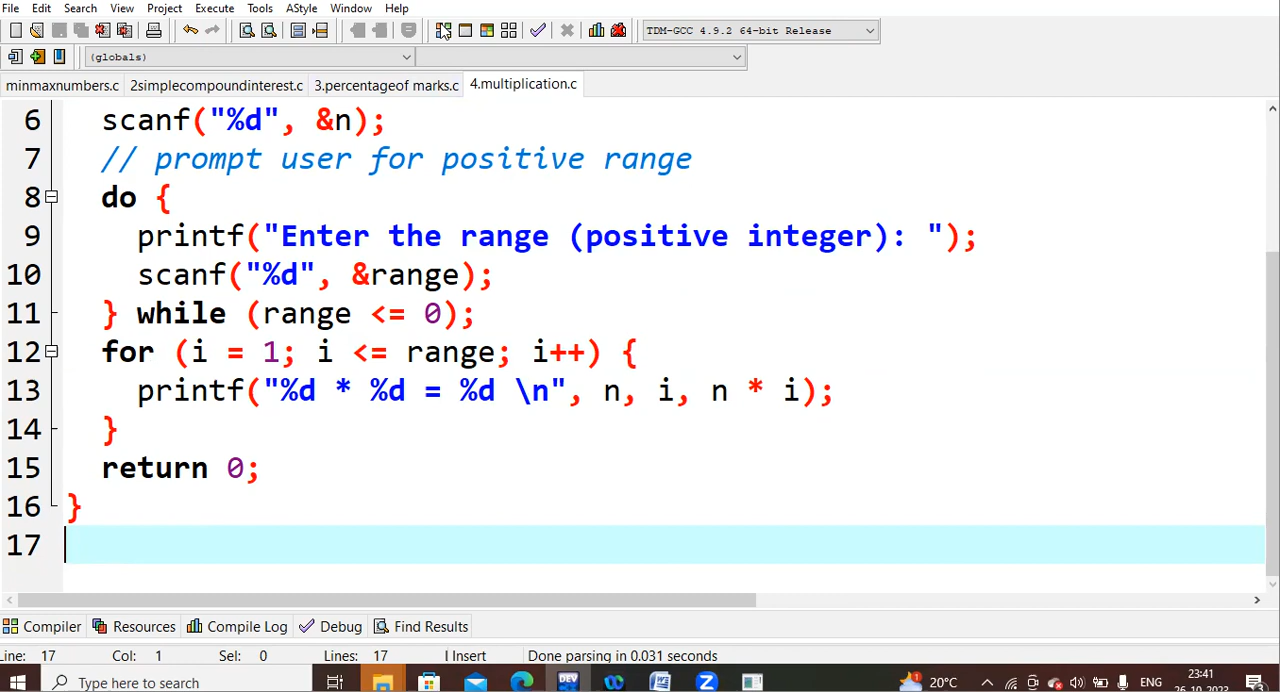 File Edit Search View Project Execute Tools AStyle Window Help
TDM-GCC 4.9.2 64-bit Release
(globals)
minmaxnumbers.c 2simplecompoundinterest.c 3.percentageof marks.c 4.multiplication.c
6 scanf("%d", &n);
7 // prompt user for positive range
8 do {
9 printf("Enter the range (positive integer): ");
10 scanf("%d", &range);
11 } while (range <= 0);
12 for (i = 1; i <= range; i++) {
13 printf("%d * %d = %d \n", n, i, n * i);
14 }
15 return 0;
16 }
17
Compiler Resources Compile Log Debug Find Results
Line: 17 Col: 1 Sel: 0 Lines: 17 Insert Done parsing in 0.031 seconds
Type here to search DEV 20°C ENG 23:41